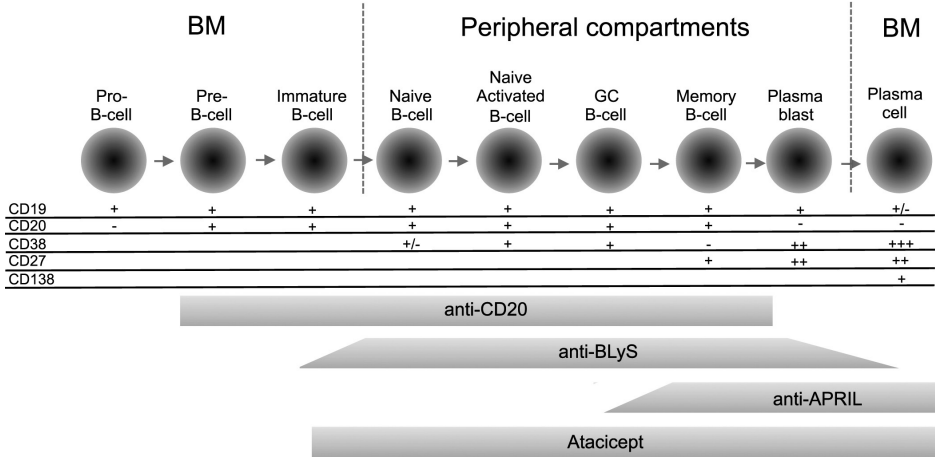 BM Peripheral compartments BM
Pro-
B-cell
Pre-
B-cell
Immature
B-cell
Naive
B-cell
Naive
Activated
B-cell
GC
B-cell
Memory
B-cell
Plasma
blast
Plasma
cell
CD19 + + + + + + + + +/-
CD20 - + + + + + + - -
CD38 +/- + + - ++ +++
CD27 + ++ ++
CD138 +
anti-CD20
anti-BLyS
anti-APRIL
Atacicept